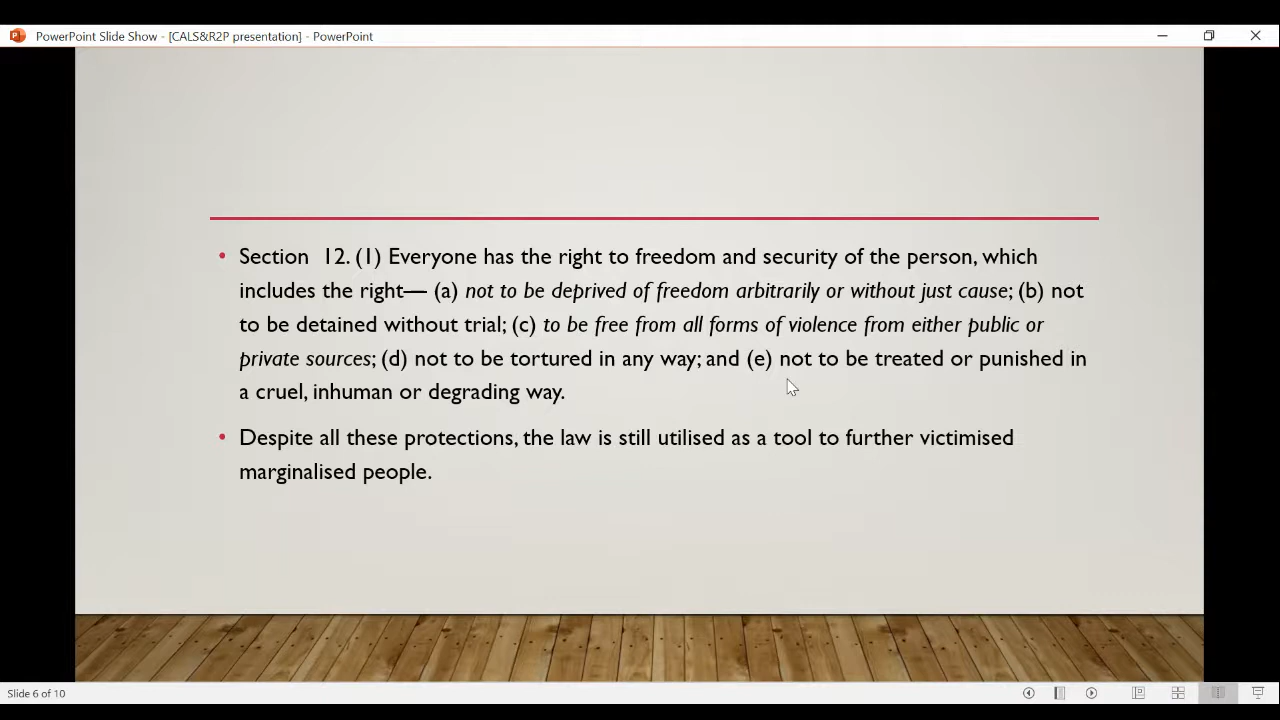 PowerPoint Slide Show - [CALS&R2P presentation] - PowerPoint
• Section 12. (1) Everyone has the right to freedom and security of the person, which
includes the right— (a) not to be deprived of freedom arbitrarily or without just cause; (b) not
to be detained without trial; (c) to be free from all forms of violence from either public or
private sources; (d) not to be tortured in any way; and (e) not to be treated or punished in
a cruel, inhuman or degrading way.
• Despite all these protections, the law is still utilised as a tool to further victimised
marginalised people.
Slide 6 of 10